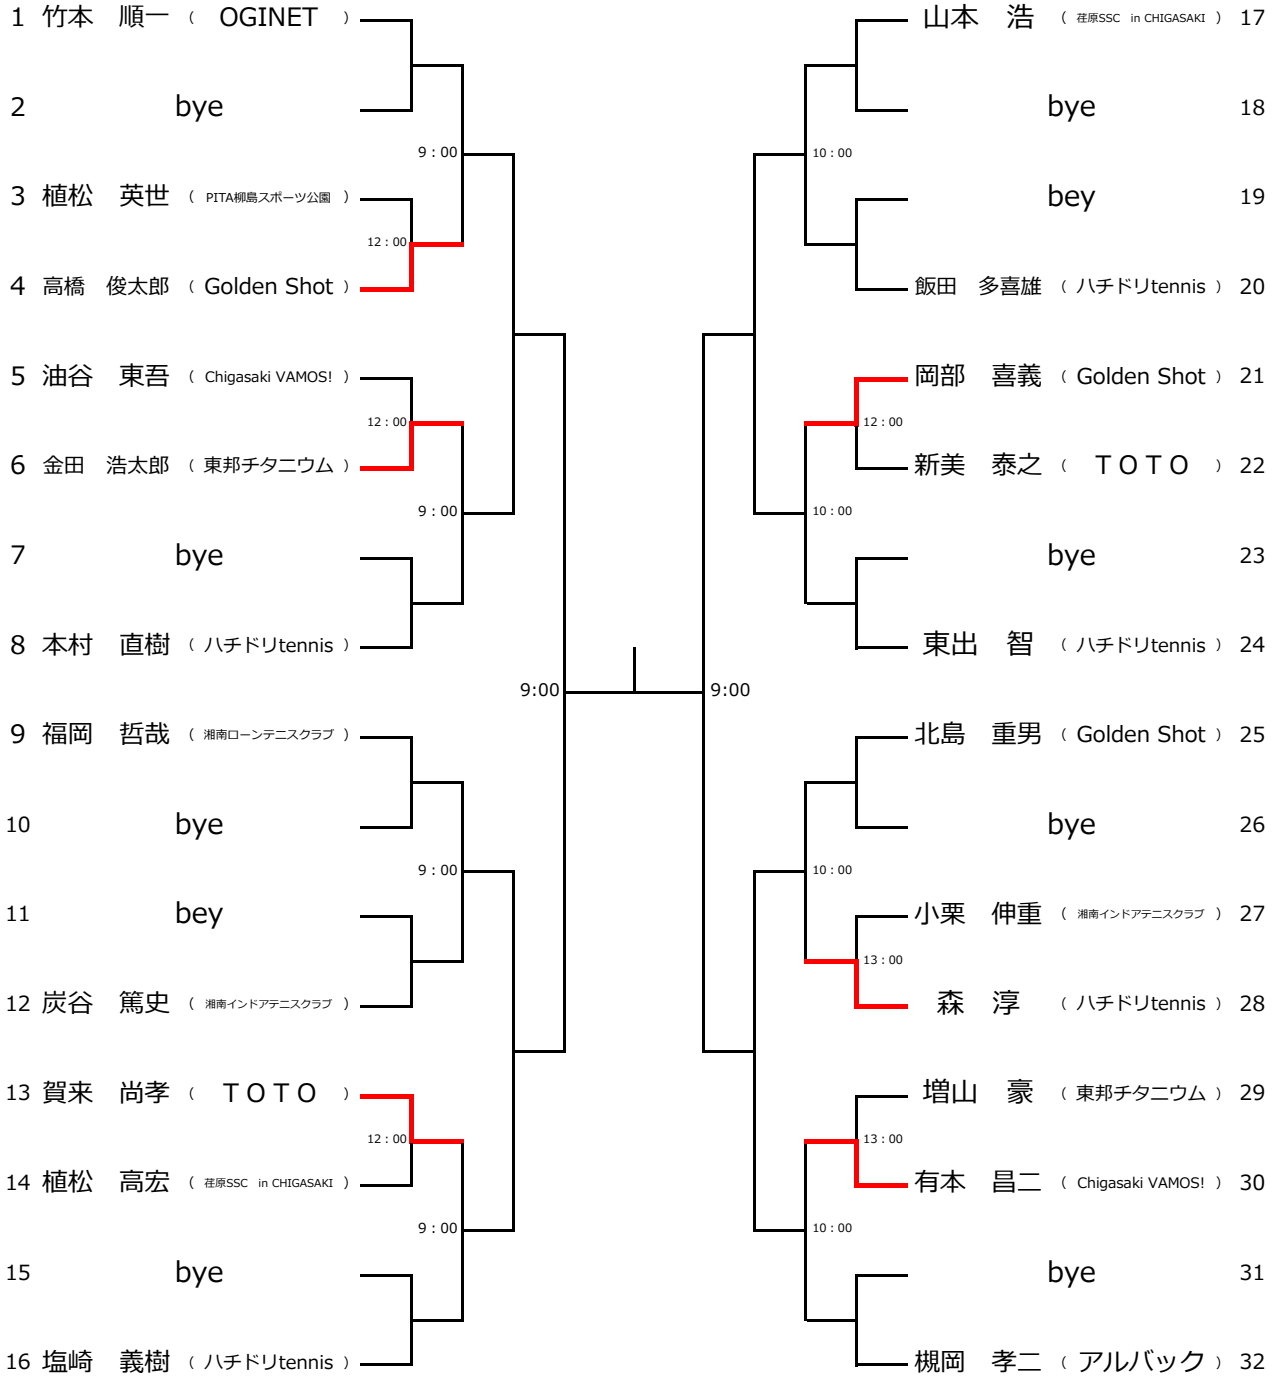 1 竹本 順一 ( OGINET )
2 bye
9：00
3 植松 英世 ( PITA柳島スポーツ公園 )
12：00
4 高橋 俊太郎 ( Golden Shot )
5 油谷 東吾 ( Chigasaki VAMOS! )
12：00
6 金田 浩太郎 ( 東邦チタニウム )
9：00
7 bye
8 本村 直樹 ( ハチドリtennis )
9:00
9 福岡 哲哉 ( 湘南ローンテニスクラブ )
10 bye
9：00
11 bey
12 炭谷 篤史 ( 湘南インドアテニスクラブ )
13 賀来 尚孝 ( ＴＯＴＯ )
12：00
14 植松 高宏 ( 荏原SSC in CHIGASAKI )
9：00
15 bye
16 塩崎 義樹 ( ハチドリtennis )
山本 浩 ( 荏原SSC in CHIGASAKI ) 17
bye 18
10：00
bey 19
飯田 多喜雄 ( ハチドリtennis ) 20
岡部 喜義 ( Golden Shot ) 21
12：00
新美 泰之 ( ＴＯＴＯ ) 22
10：00
bye 23
東出 智 ( ハチドリtennis ) 24
9:00
北島 重男 ( Golden Shot ) 25
bye 26
10：00
小栗 伸重 ( 湘南インドアテニスクラブ ) 27
13：00
森 淳 ( ハチドリtennis ) 28
増山 豪 ( 東邦チタニウム ) 29
13：00
有本 昌二 ( Chigasaki VAMOS! ) 30
10：00
bye 31
槻岡 孝二 ( アルバック ) 32